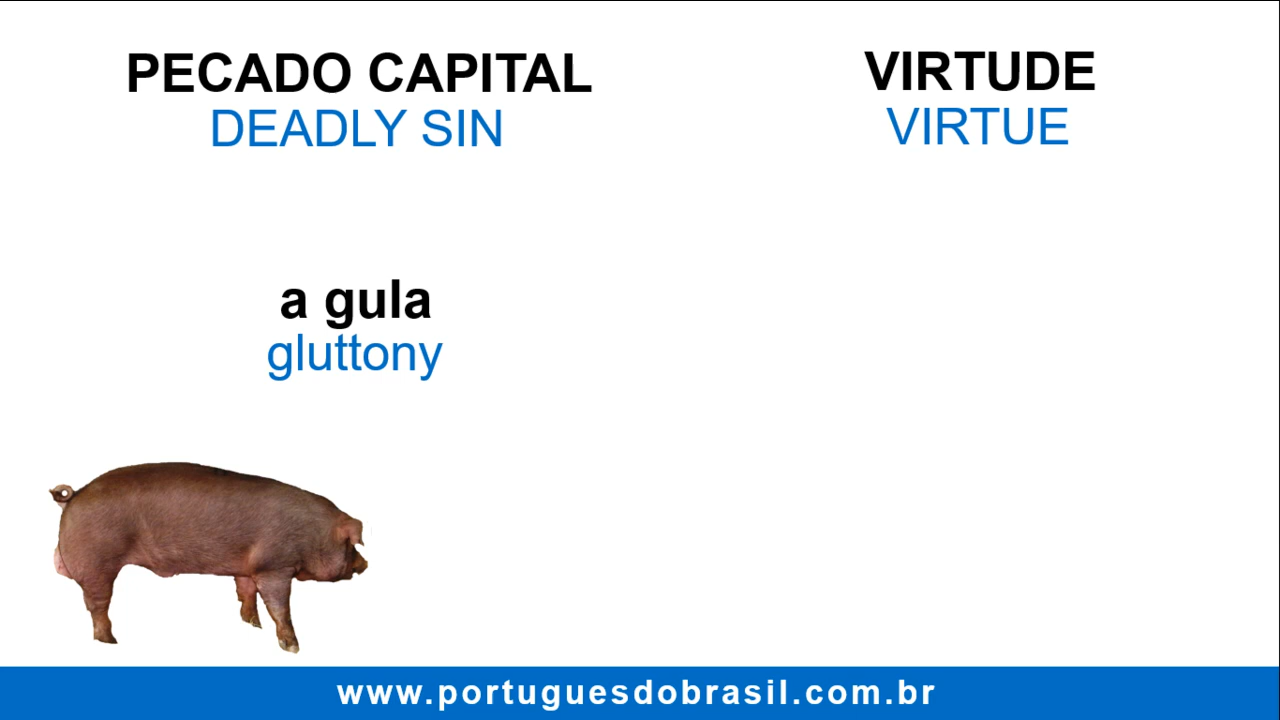 PECADO CAPITAL
DEADLY SIN
VIRTUDE
VIRTUE
a gula
gluttony
www.portuguesdobrasil.com.br